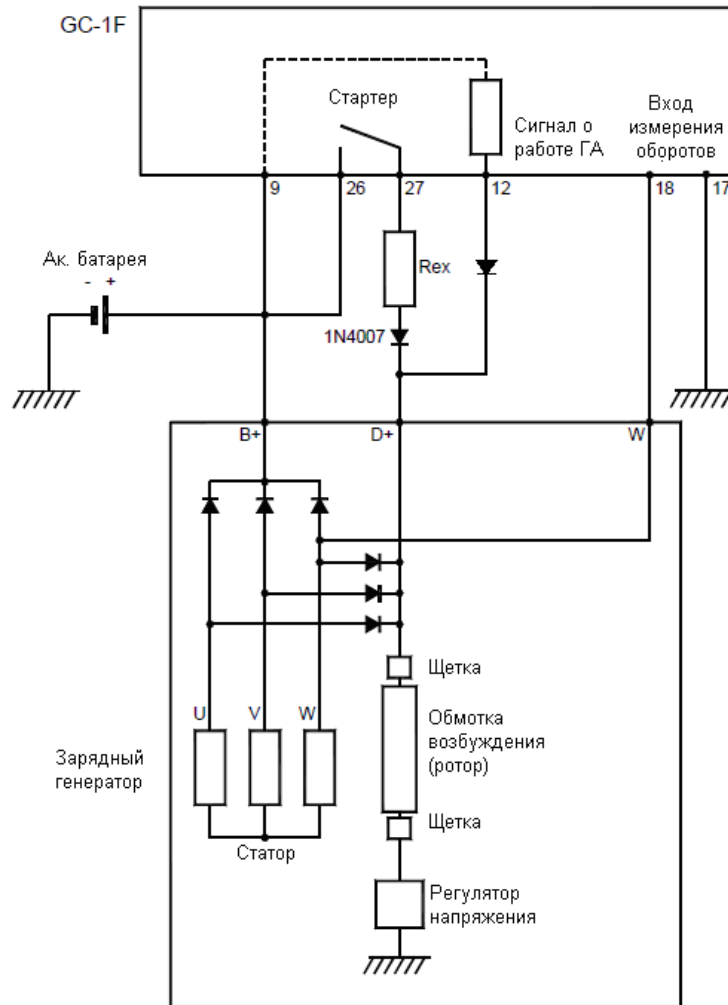 GC-1F
Стартер
Сигнал о
работе ГА
Вход
измерения
оборотов
9
26
27
12
18
17
Ак. батарея
- +
Rex
1N4007
B+
D+
W
U
V
W
Щетка
Обмотка
возбуждения
(ротор)
Щетка
Зарядный
генератор
Статор
Регулятор
напряжения